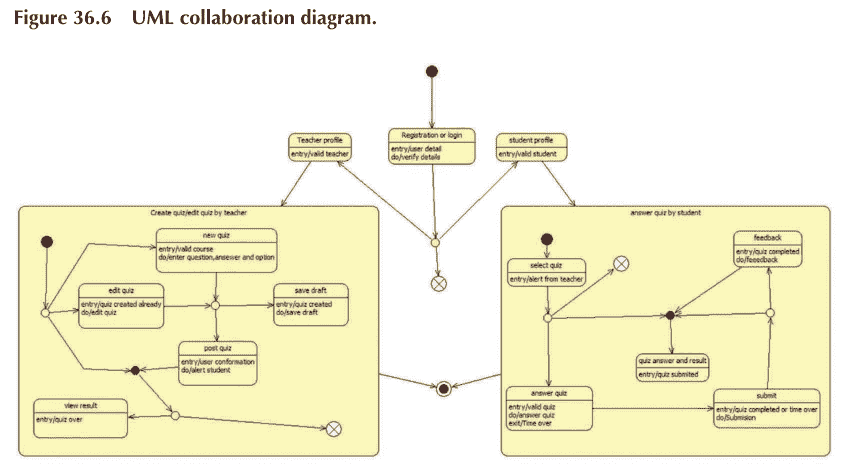 Figure 36.6 UML collaboration diagram.
Registration or login
entry/user detail
do/verify details
Teacher profile
entry/valid teacher
student profile
entry/valid student
Create quiz/edit quiz by teacher
new quiz
entry/valid course
do/enter question,ansewer and option
edit quiz
entry/quiz created already
do/edit quiz
save draft
entry/quiz created
do/save draft
post quiz
entry/user conformation
do/alert student
view result
entry/quiz over
answer quiz by student
select quiz
entry/alert from teacher
feedback
entry/quiz completed
do/feeedback
quiz answer and result
entry/quiz submited
answer quiz
entry/valid quiz
do/answer quiz
exit/Time over
submit
entry/quiz completed or time over
do/Submision